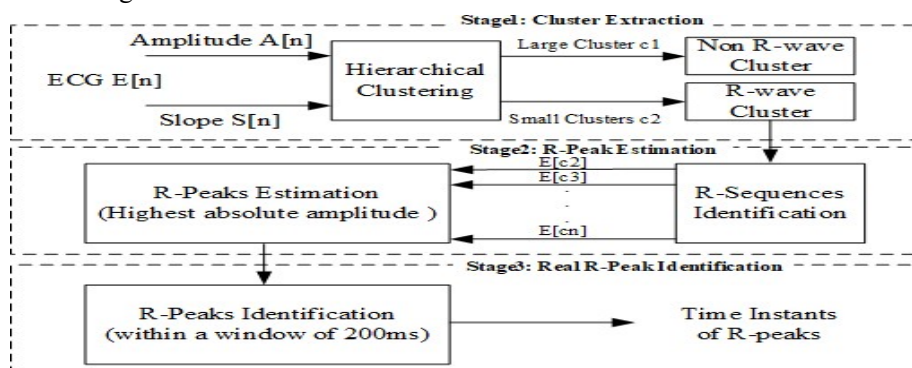 Stage1: Cluster Extraction
Amplitude A[n]
ECG E[n]
Slope S[n]
Hierarchical
Clustering
Large Cluster c1
Small Clusters c2
Non R-wave
Cluster
R-wave
Cluster
Stage2: R-Peak Estimation
R-Peaks Estimation
(Highest absolute amplitude )
E[c2]
E[c3]
.
.
.
E[cn]
R-Sequences
Identification
Stage3: Real R-Peak Identification
R-Peaks Identification
(within a window of 200ms)
Time Instants
of R-peaks